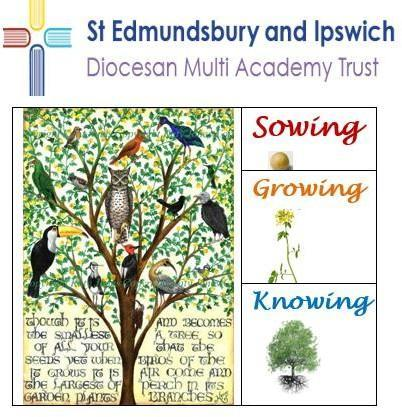 St Edmundsbury and Ipswich
Diocesan Multi Academy Trust
Sowing
Growing
Knowing
THOUGH IT IS
THE SMALLEST
OF ALL YOUR
SEEDS YET WHEN
IT GROWS IT IS
THE LARGEST OF
GARDEN PLANTS
AND BECOMES
A TREE, SO
THAT THE
BIRDS OF THE
AIR COME AND
PERCH IN ITS
BRANCHES